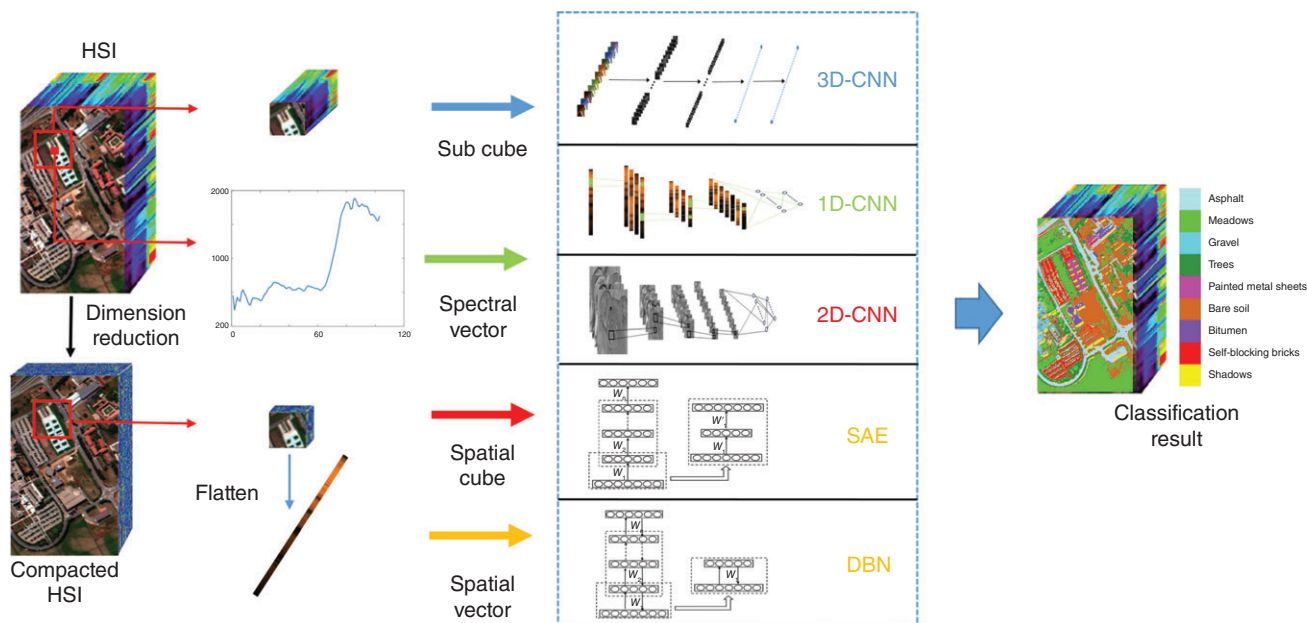 HSI
Sub cube
3D-CNN
2000
1000
200
0
60
120
Spectral
vector
1D-CNN
Dimension
reduction
2D-CNN
Asphalt
Meadows
Gravel
Trees
Painted metal sheets
Bare soil
Bitumen
Self-blocking bricks
Shadows
Classification
result
Flatten
Spatial
cube
SAE
Compacted
HSI
Spatial
vector
DBN